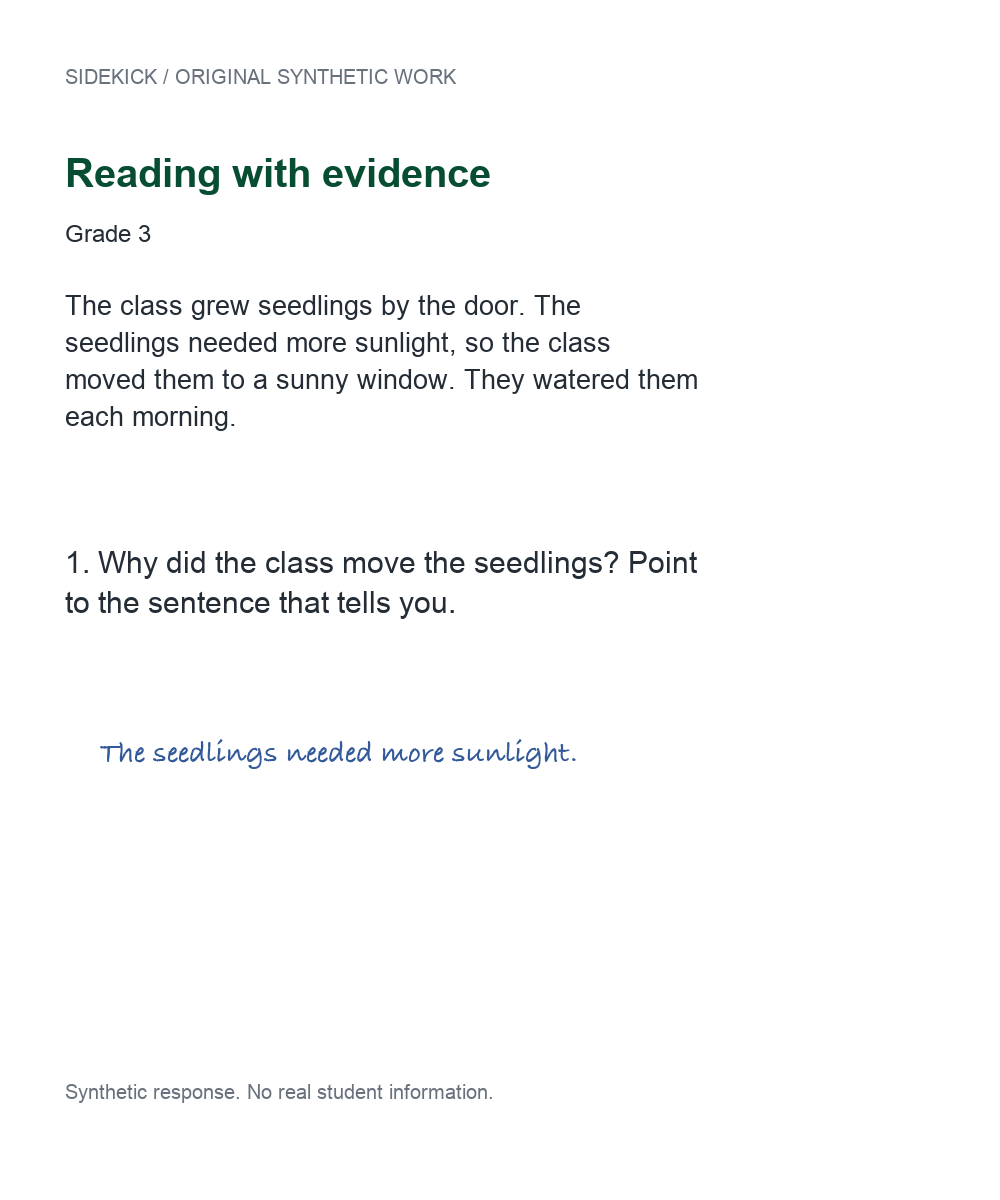 SIDEKICK / ORIGINAL SYNTHETIC WORK
Reading with evidence
Grade 3
The class grew seedlings by the door. The
seedlings needed more sunlight, so the class
moved them to a sunny window. They watered them
each morning.
1. Why did the class move the seedlings? Point
to the sentence that tells you.
The seedlings needed more sunlight.
Synthetic response. No real student information.